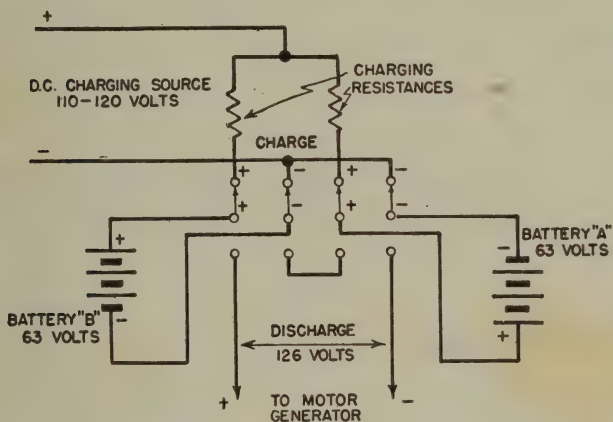 +
D.C. CHARGING SOURCE
110-120 VOLTS
CHARGING
RESISTANCES
-
CHARGE
+ - + -
+ - + -
+
BATTERY "B"
63 VOLTS
-
-
BATTERY "A"
63 VOLTS
+
DISCHARGE
126 VOLTS
+
TO MOTOR
GENERATOR
-